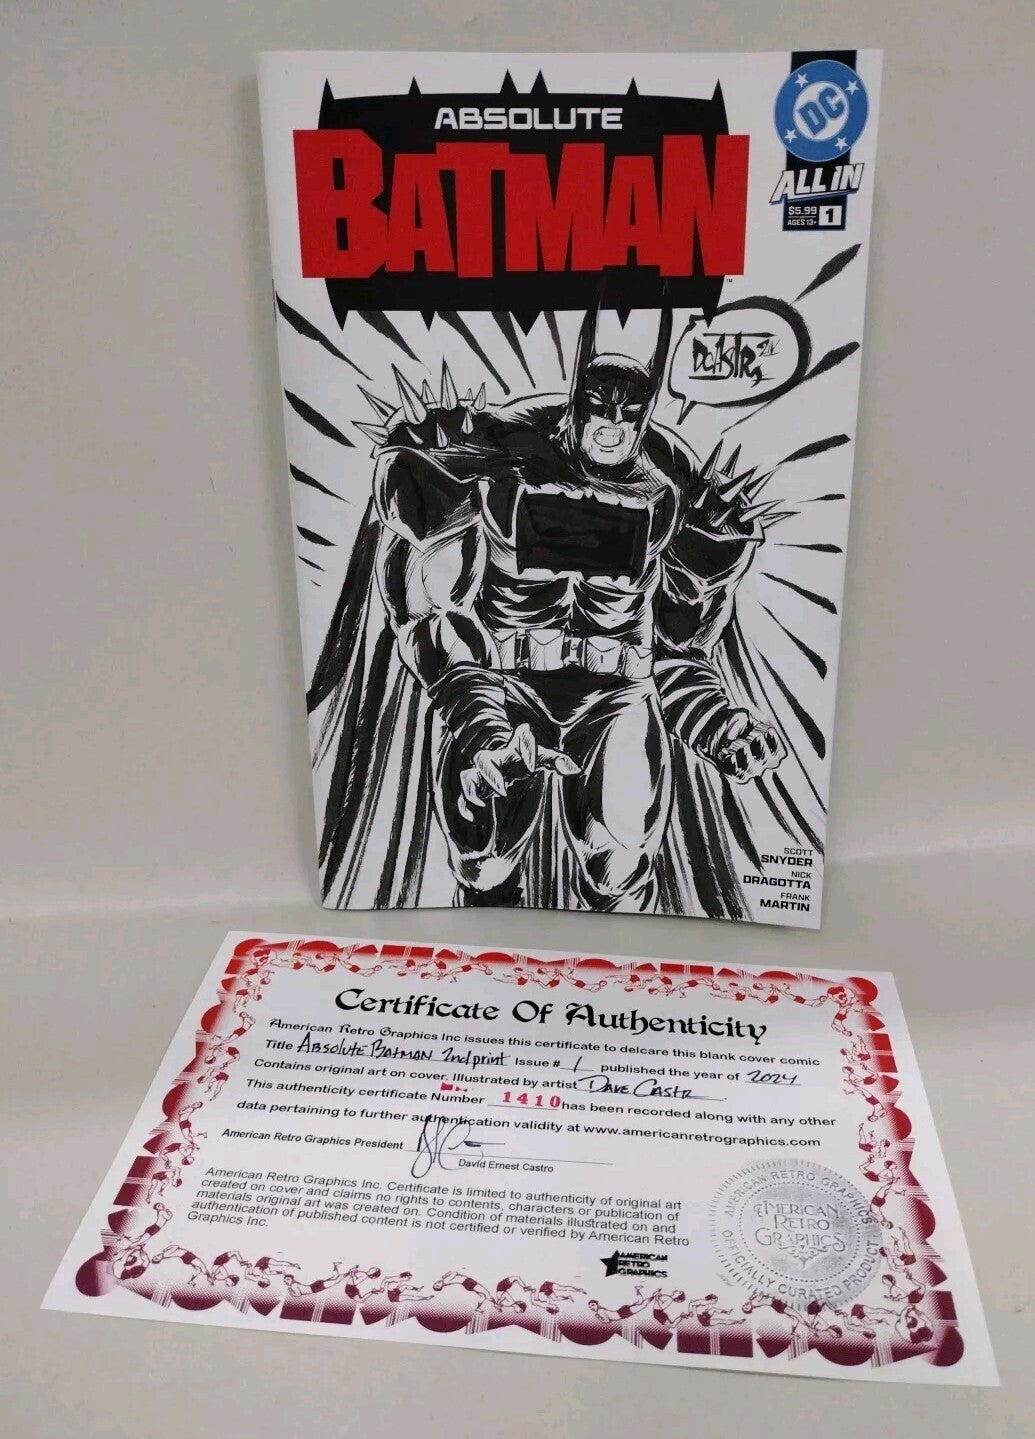 ABSOLUTE
BATMAN
TM
DC
ALL IN
$5.99
AGES 13+
1
DCASTR 24
SCOTT
SNYDER
NICK
DRAGOTTA
FRANK
MARTIN
Certificate Of Authenticity
American Retro Graphics Inc issues this certificate to delcare this blank cover comic
Title Absolute Batman 2nd print Issue # 1 published the year of 2024
Contains original art on cover. Illustrated by artist Dave Castr
This authenticity certificate Number 1410 has been recorded along with any other
data pertaining to further authentication validity at www.americanretrographics.com
American Retro Graphics President
David Ernest Castro
American Retro Graphics Inc. Certificate is limited to authenticity of original art
created on cover and claims no rights to contents, characters or publication of
materials original art was created on. Condition of materials illustrated on and
authentication of published content is not certified or verified by American Retro
Graphics Inc.
AMERICAN
RETRO
GRAPHICS
AMERICAN RETRO GRAPHICS
AMERICAN
RETRO
GRAPHICS
OFFICIALLY CURATED PRODUCT